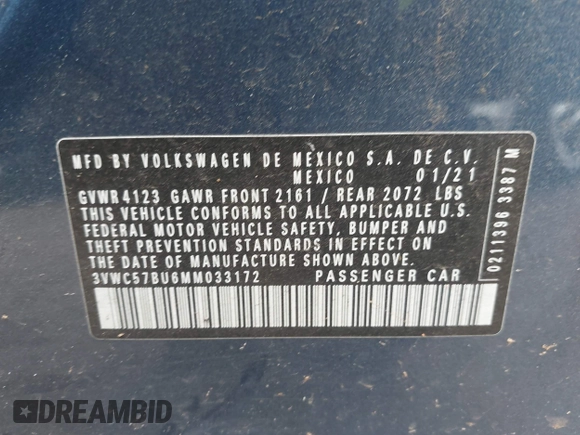 MFD BY VOLKSWAGEN DE MEXICO S.A. DE C.V.
MEXICO 01/21
GVWR 4123 GAWR FRONT 2161 / REAR 2072 LBS
THIS VEHICLE CONFORMS TO ALL APPLICABLE U.S.
FEDERAL MOTOR VEHICLE SAFETY, BUMPER AND
THEFT PREVENTION STANDARDS IN EFFECT ON
THE DATE OF MANUFACTURE SHOWN ABOVE.
3VWC57BU6MM033172 PASSENGER CAR
0211396 3387 M
DREAMBID